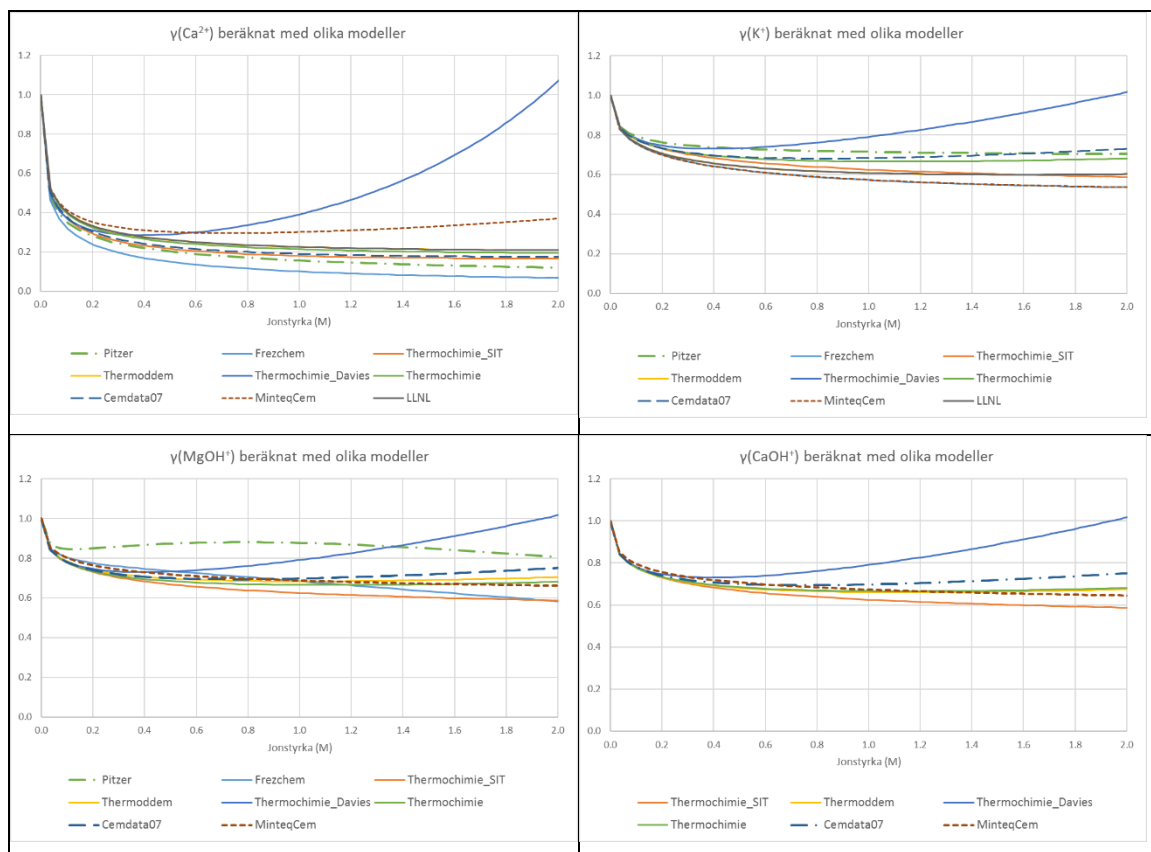 γ(Ca²⁺) beräknat med olika modeller
1.2
1.0
0.8
0.6
0.4
0.2
0.0
0.0 0.2 0.4 0.6 0.8 1.0 1.2 1.4 1.6 1.8 2.0
Jonstyrka (M)
Pitzer Frezchem Thermochimie_SIT
Thermoddem Thermochimie_Davies Thermochimie
Cemdata07 MinteqCem LLNL
γ(K⁺) beräknat med olika modeller
1.2
1.0
0.8
0.6
0.4
0.2
0.0
0.0 0.2 0.4 0.6 0.8 1.0 1.2 1.4 1.6 1.8 2.0
Jonstyrka (M)
Pitzer Frezchem Thermochimie_SIT
Thermoddem Thermochimie_Davies Thermochimie
Cemdata07 MinteqCem LLNL
γ(MgOH⁺) beräknat med olika modeller
1.2
1.0
0.8
0.6
0.4
0.2
0.0
0.0 0.2 0.4 0.6 0.8 1.0 1.2 1.4 1.6 1.8 2.0
Jonstyrka (M)
Pitzer Frezchem Thermochimie_SIT
Thermoddem Thermochimie_Davies Thermochimie
Cemdata07 MinteqCem
γ(CaOH⁺) beräknat med olika modeller
1.2
1.0
0.8
0.6
0.4
0.2
0.0
0.0 0.2 0.4 0.6 0.8 1.0 1.2 1.4 1.6 1.8 2.0
Jonstyrka (M)
Thermochimie_SIT Thermoddem Thermochimie_Davies
Thermochimie Cemdata07 MinteqCem